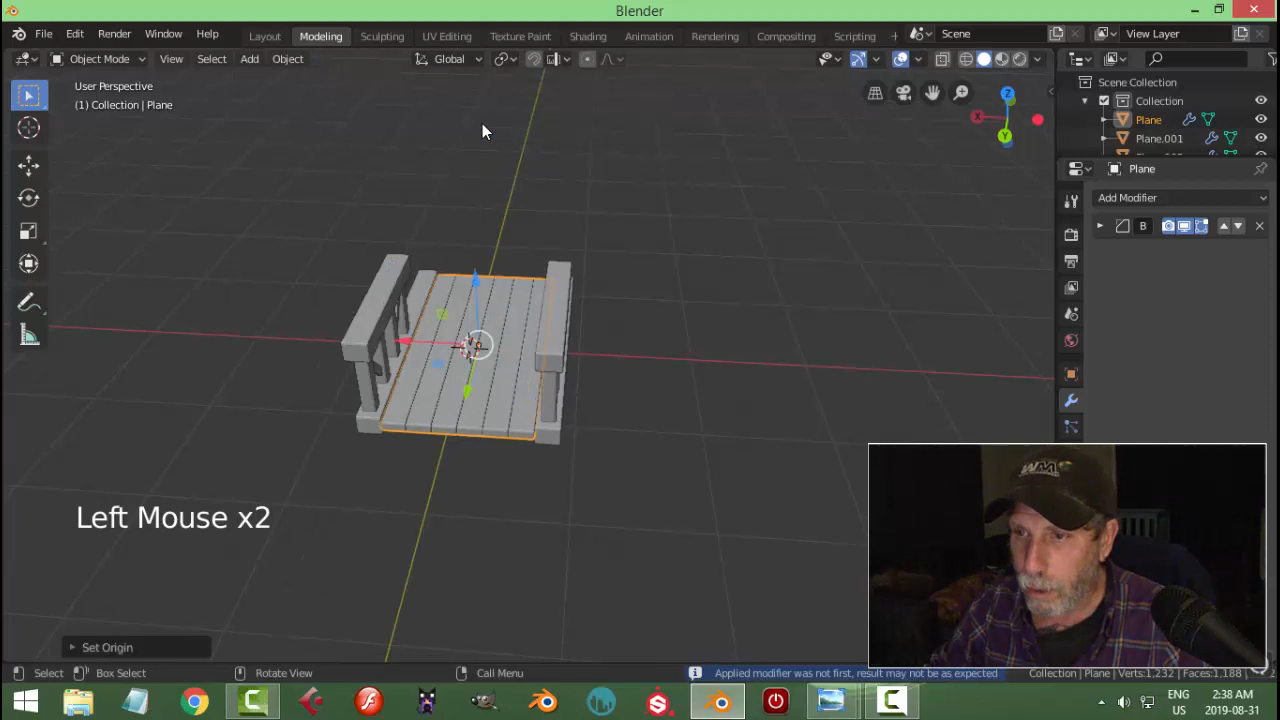 Blender
File Edit Render Window Help
Layout Modeling Sculpting UV Editing Texture Paint Shading Animation Rendering Compositing Scripting +
Scene
View Layer
Object Mode View Select Add Object
Global
User Perspective
(1) Collection | Plane
Z
X
Y
Scene Collection
Collection
Plane
Plane.001
Plane
Add Modifier
B
WM
Left Mouse x2
Set Origin
Select Box Select Rotate View Call Menu
Applied modifier was not first, result may not be as expected
Collection | Plane | Verts:1,232 | Faces:1,188 |
ENG
US
2:38 AM
2019-08-31